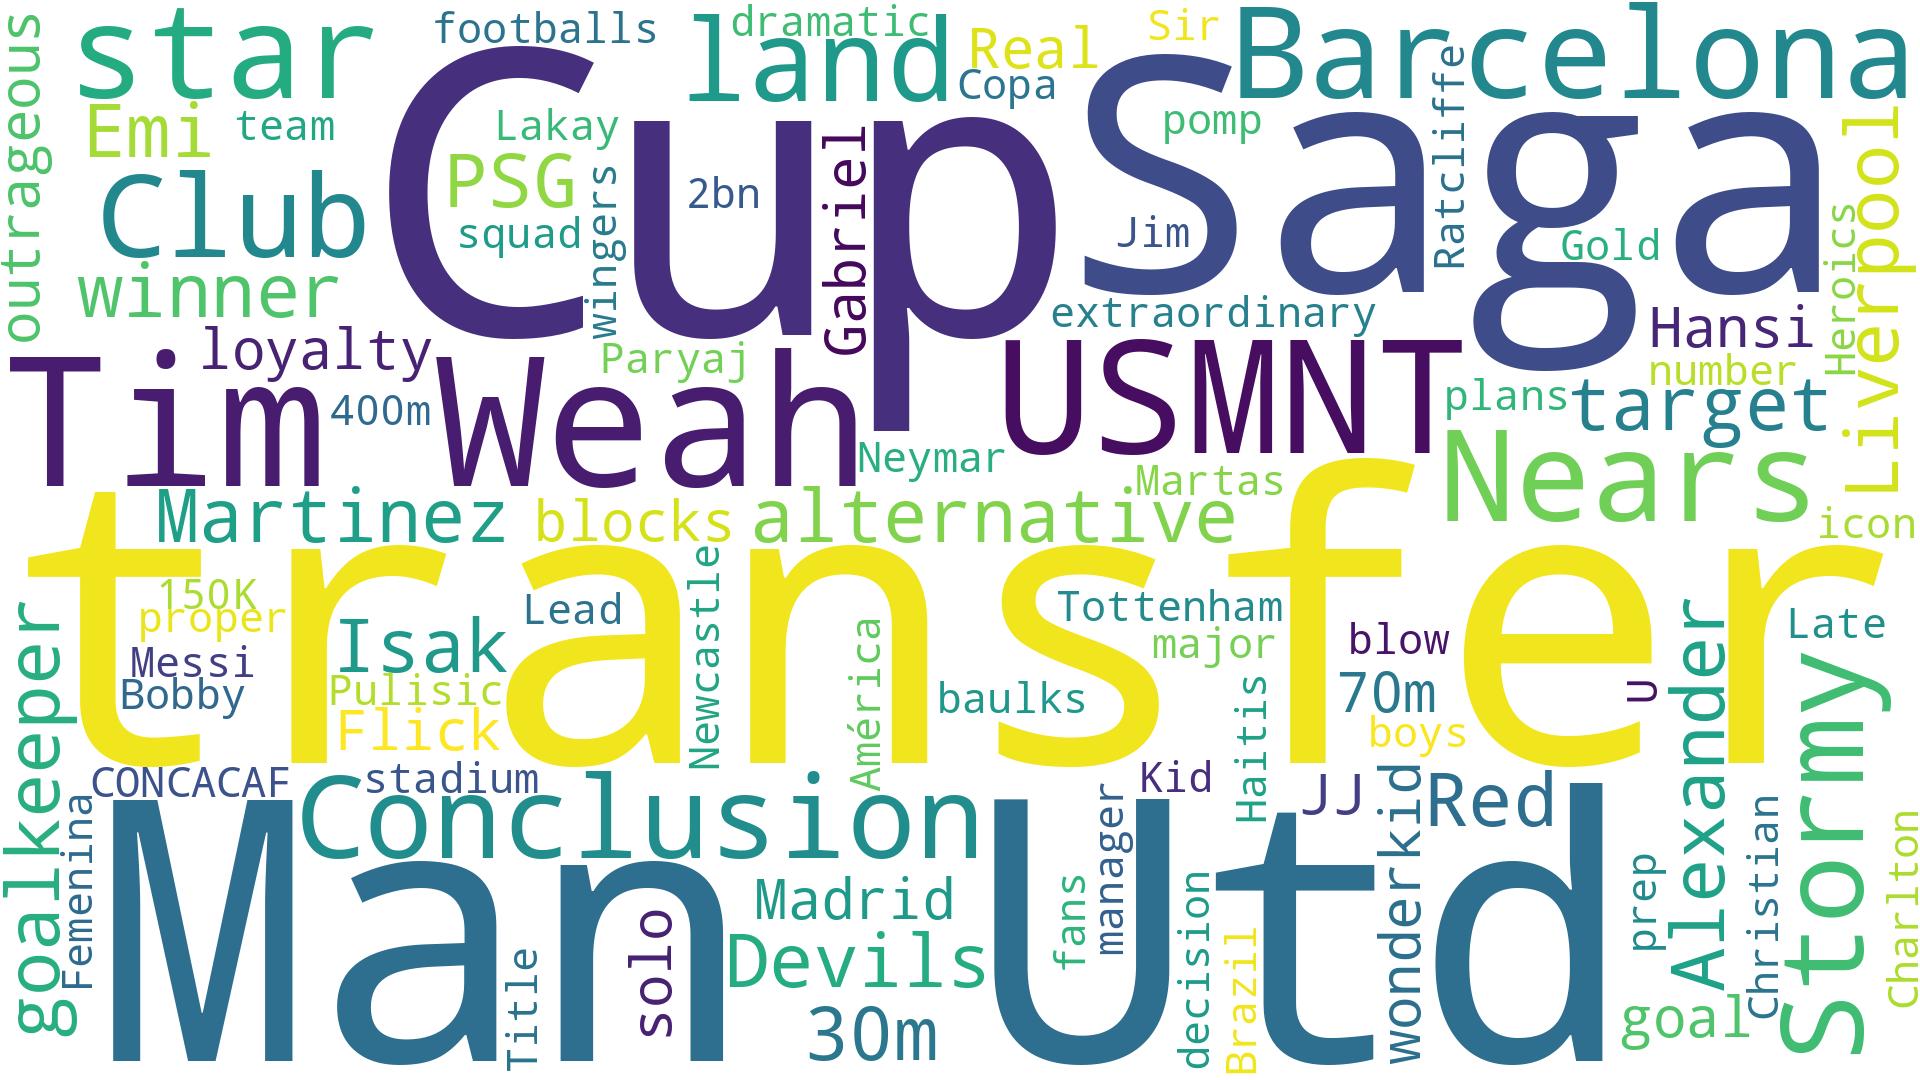 outrageous
star
footballs
dramatic
land
Real
Sir
Barcelona
Copa
Emi
team
Cup
Lakay
Saga
pomp
Ratcliffe
Liverpool
PSG
Club
wingers
2bn
Gabriel
squad
Jim
Gold
Heroics
winner
extraordinary
Hansi
loyalty
Paryaj
USMNT
number
Tim
400m
Weah
plans
target
Neymar
Nears
Martinez
blocks
alternative
Martas
icon
transfer
150K
proper
Isak
Lead
Newcastle
Tottenham
Late
Messi
major
blow
Bobby
Pulisic
América
baulks
Haitis
70m
U
Alexander
Stormy
goalkeeper
Flick
boys
CONCACAF
stadium
Conclusion
Kid
JJ
wonderkid
Red
Femenina
Man
Utd
manager
Madrid
fans
decision
prep
Christian
Charlton
Title
solo
Devils
Brazil
30m
goal